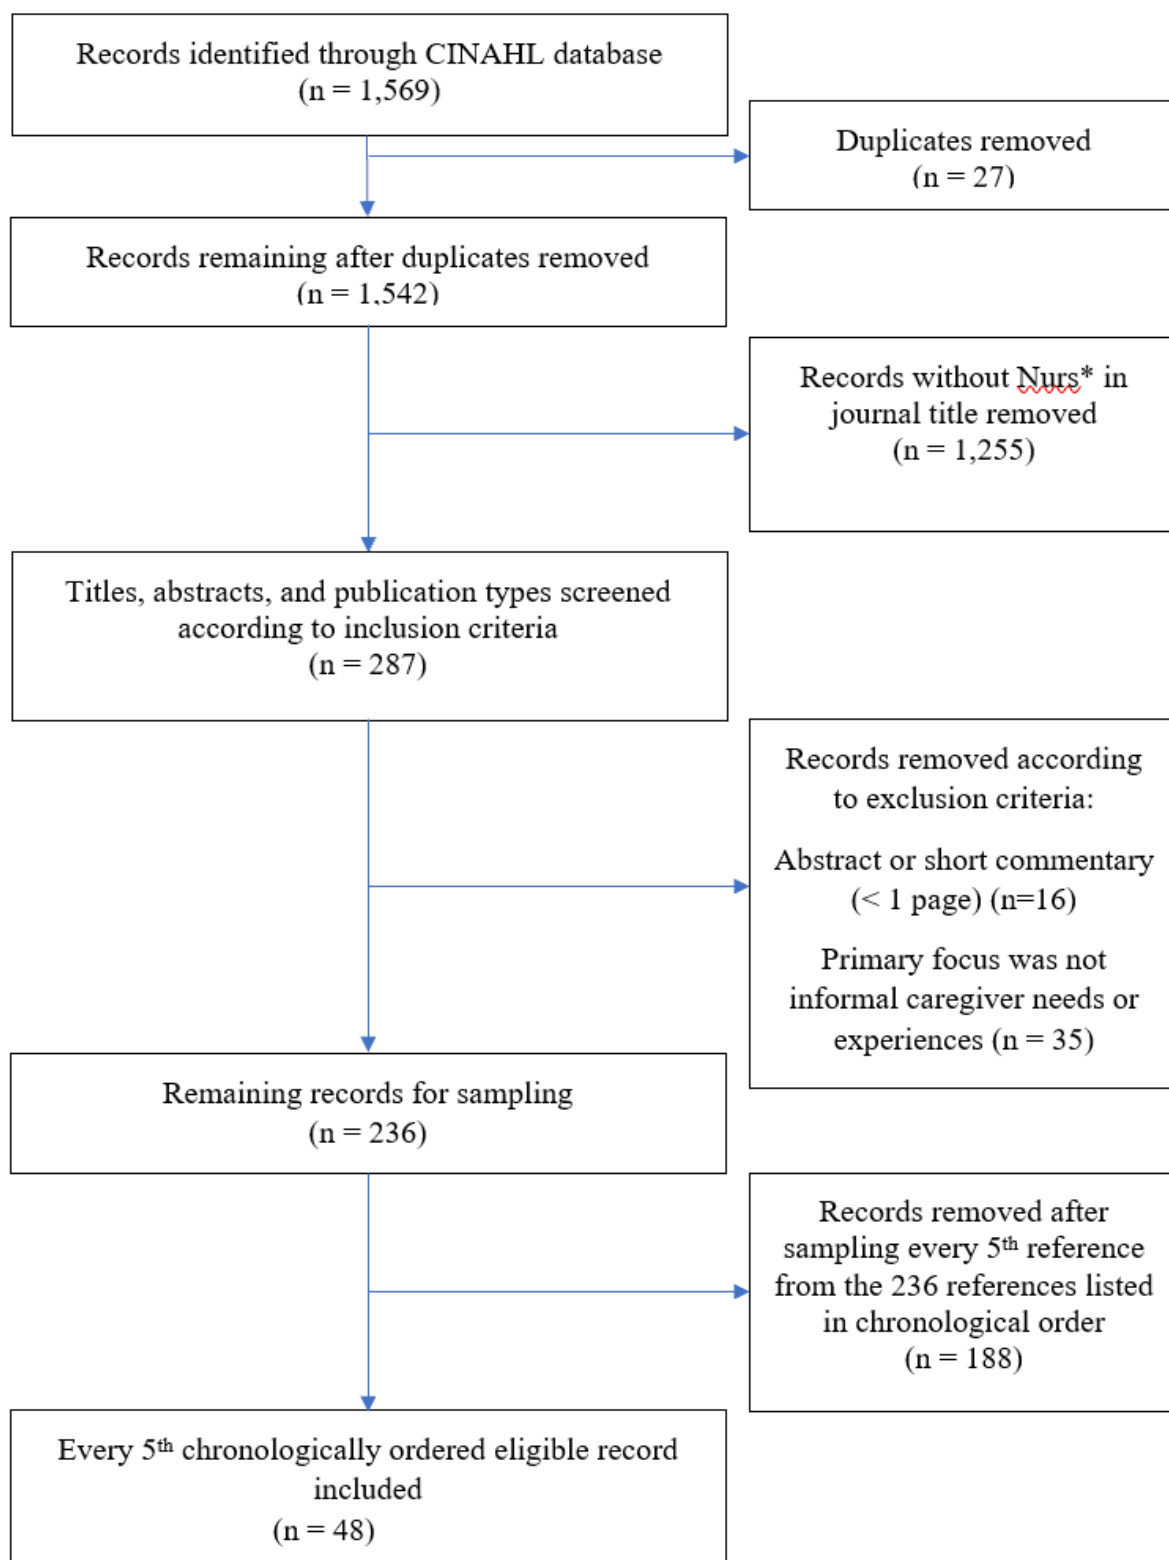 Records identified through CINAHL database
(n = 1,569)
Duplicates removed
(n = 27)
Records remaining after duplicates removed
(n = 1,542)
Records without Nurs* in
journal title removed
(n = 1,255)
Titles, abstracts, and publication types screened
according to inclusion criteria
(n = 287)
Records removed according
to exclusion criteria:
Abstract or short commentary
(< 1 page) (n=16)
Primary focus was not
informal caregiver needs or
experiences (n = 35)
Remaining records for sampling
(n = 236)
Records removed after
sampling every 5th reference
from the 236 references listed
in chronological order
(n = 188)
Every 5th chronologically ordered eligible record
included
(n = 48)